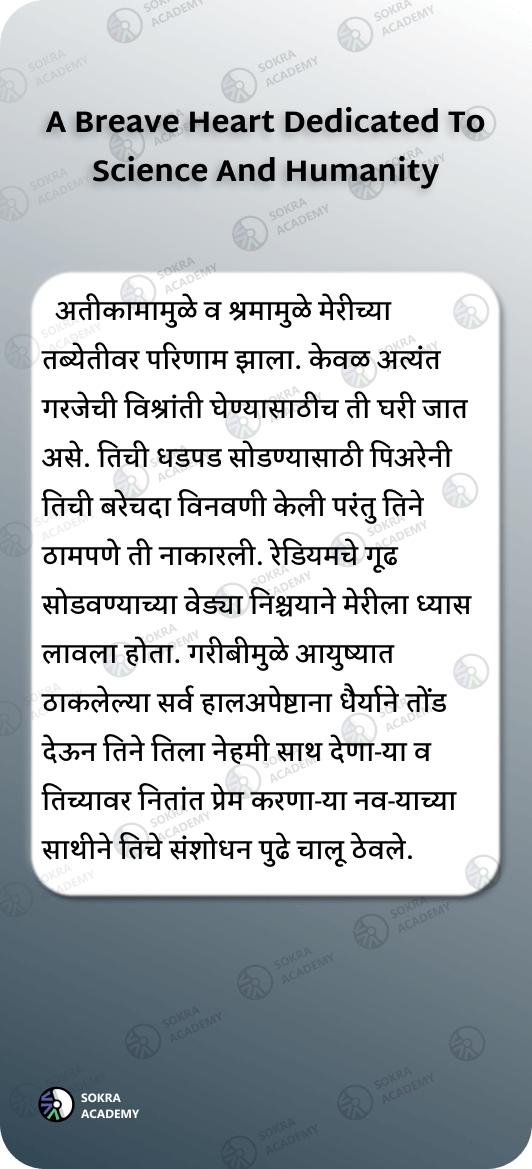 A Breave Heart Dedicated To
Science And Humanity
अतीकामामुळे व श्रमामुळे मेरीच्या
तब्येतीवर परिणाम झाला. केवळ अत्यंत
गरजेची विश्रांती घेण्यासाठीच ती घरी जात
असे. तिची धडपड सोडण्यासाठी पिअरेनी
तिची बरेचदा विनवणी केली परंतु तिने
ठामपणे ती नाकारली. रेडियमचे गूढ
सोडवण्याच्या वेड्या निश्चयाने मेरीला ध्यास
लावला होता. गरीबीमुळे आयुष्यात
ठाकलेल्या सर्व हालअपेष्टाना धैर्याने तोंड
देऊन तिने तिला नेहमी साथ देणा-या व
तिच्यावर नितांत प्रेम करणा-या नव-याच्या
साथीने तिचे संशोधन पुढे चालू ठेवले.
SOKRA
ACADEMY